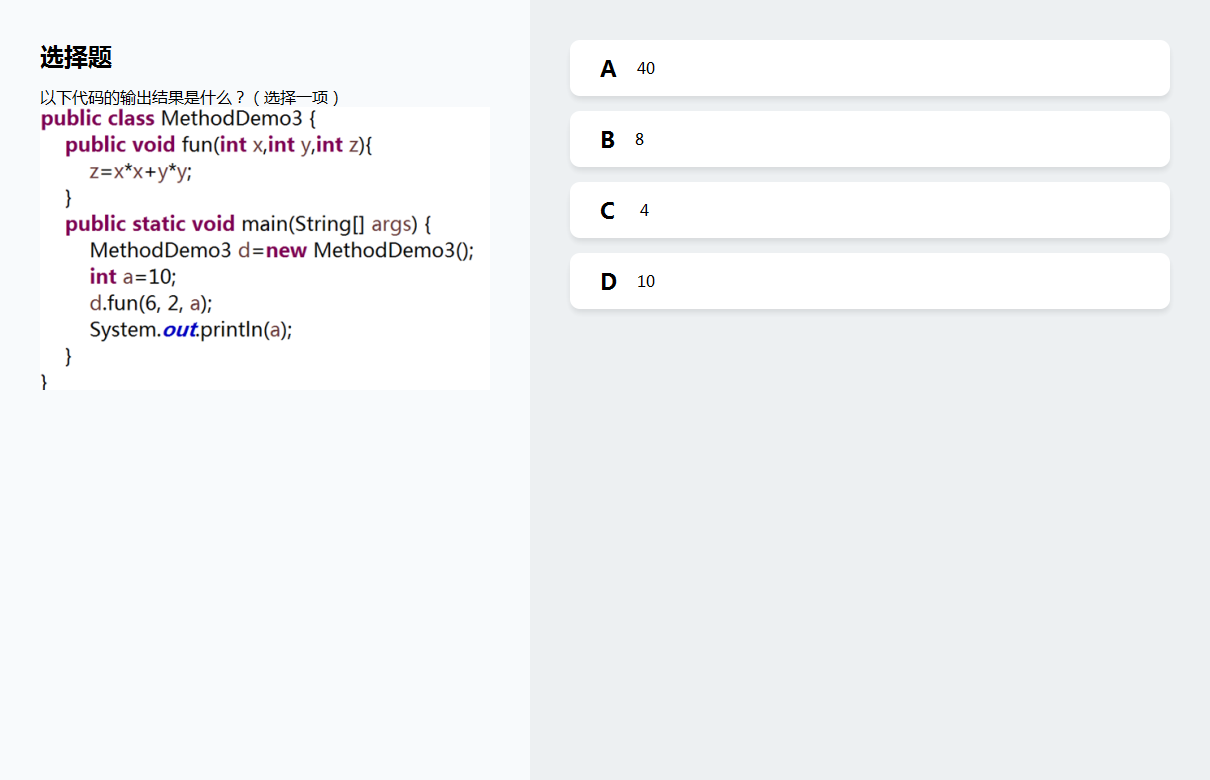 选择题
以下代码的输出结果是什么？（选择一项）
public class MethodDemo3 {
public void fun(int x,int y,int z){
z=x*x+y*y;
}
public static void main(String[] args) {
MethodDemo3 d=new MethodDemo3();
int a=10;
d.fun(6, 2, a);
System.out.println(a);
}
}
A 40
B 8
C 4
D 10